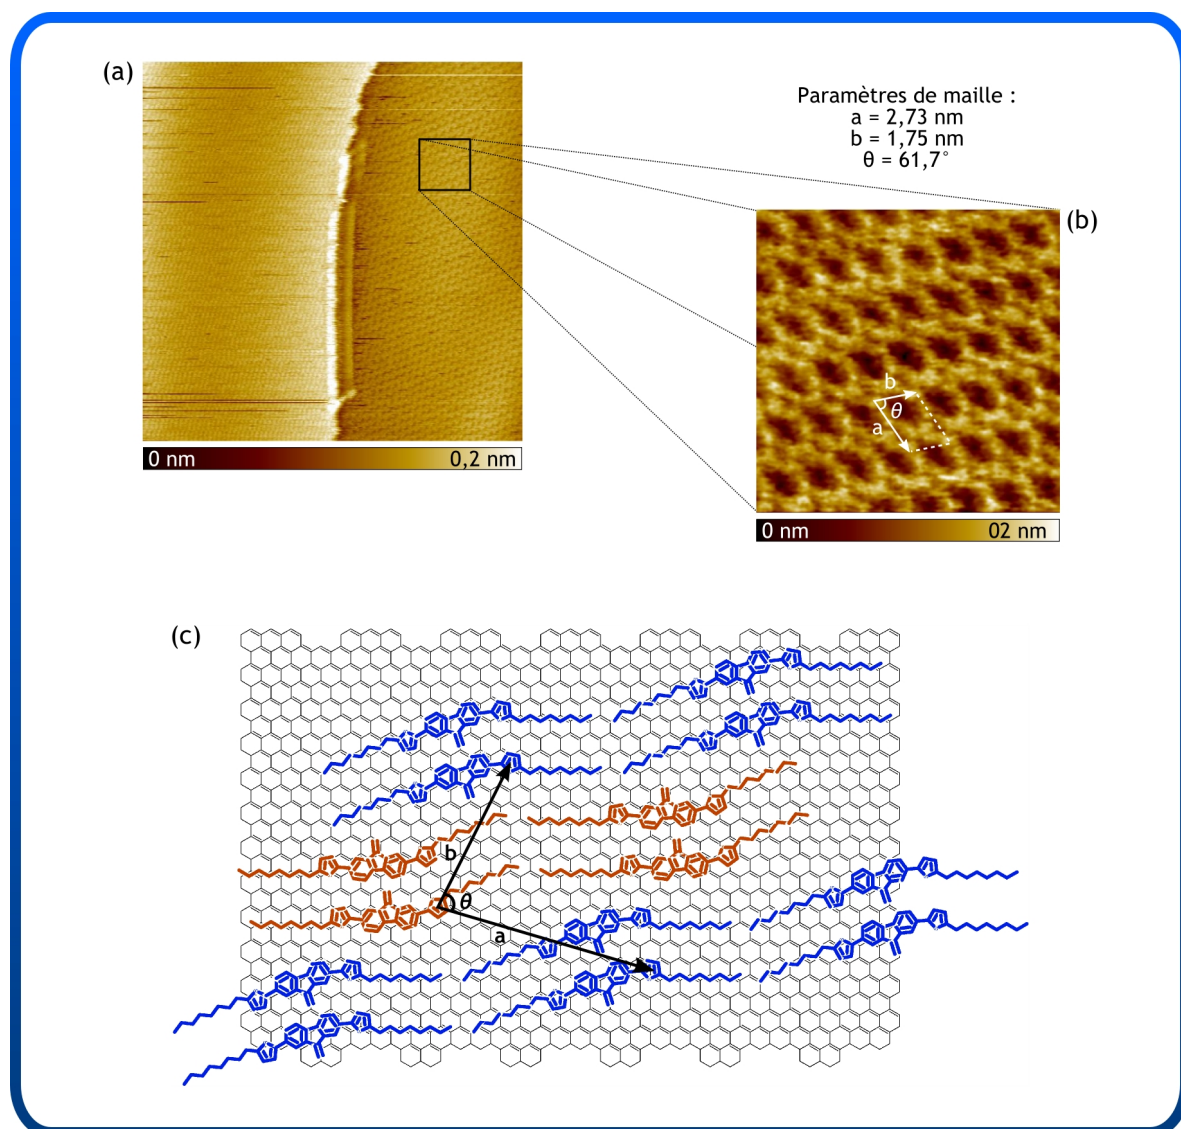 (a)
Paramètres de maille :
a = 2,73 nm
b = 1,75 nm
θ = 61,7°
(b)
b
θ
a
0 nm 0,2 nm
0 nm 02 nm
(c)
b
θ
a